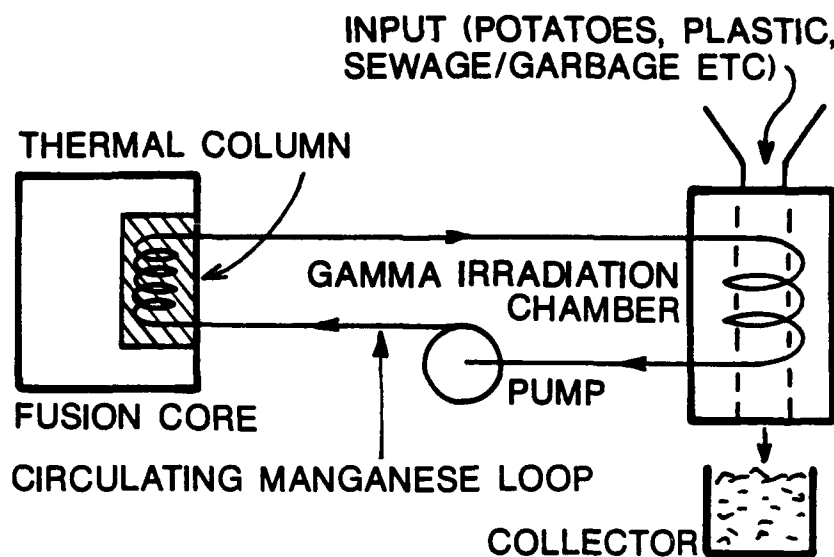 INPUT (POTATOES, PLASTIC,
SEWAGE/GARBAGE ETC)
THERMAL COLUMN
GAMMA IRRADIATION
CHAMBER
PUMP
FUSION CORE
CIRCULATING MANGANESE LOOP
COLLECTOR